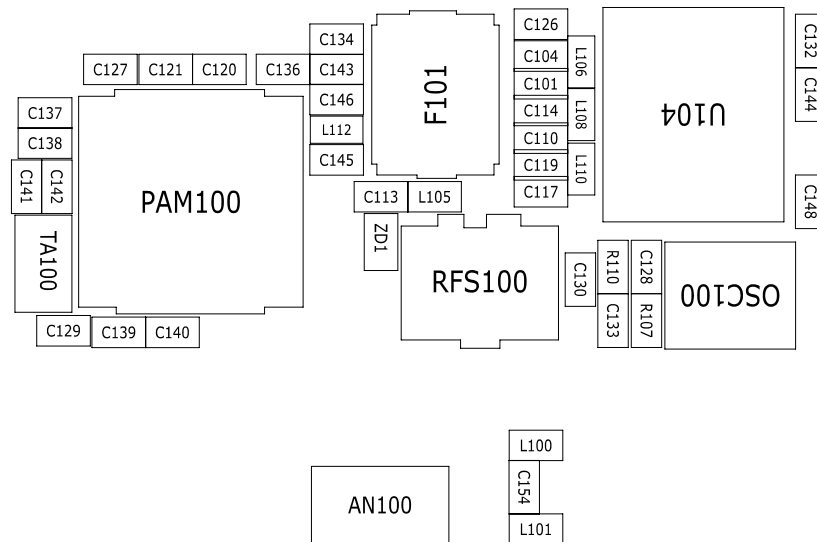 C134
C126
C132
C127
C121
C120
C136
C143
F101
C104
L106
C101
U104
C144
C137
C146
C114
L108
C138
L112
C110
C141
C142
PAM100
C145
C119
L110
C113
L105
C117
C148
TA100
ZD1
RFS100
C130
R110
C128
OSC100
C129
C139
C140
C133
R107
L100
AN100
C154
L101